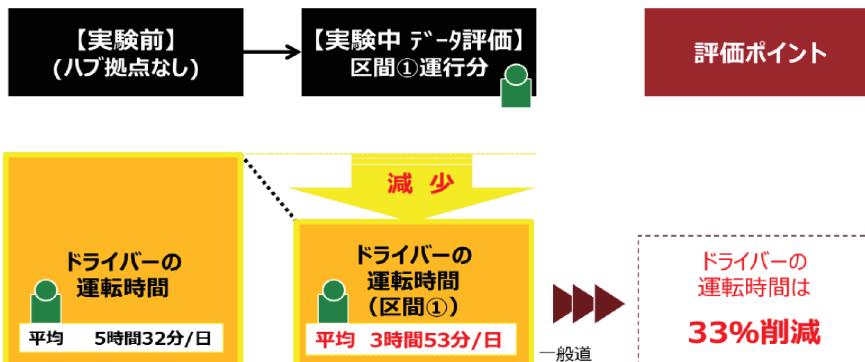 【実験前】
(ハブ拠点なし)
【実験中 ﾃﾞｰﾀ評価】
区間①運行分
評価ポイント
減 少
ドライバーの
運転時間
平均 5時間32分/日
ドライバーの
運転時間
（区間①）
平均 3時間53分/日
一般道
ドライバーの
運転時間は
33%削減